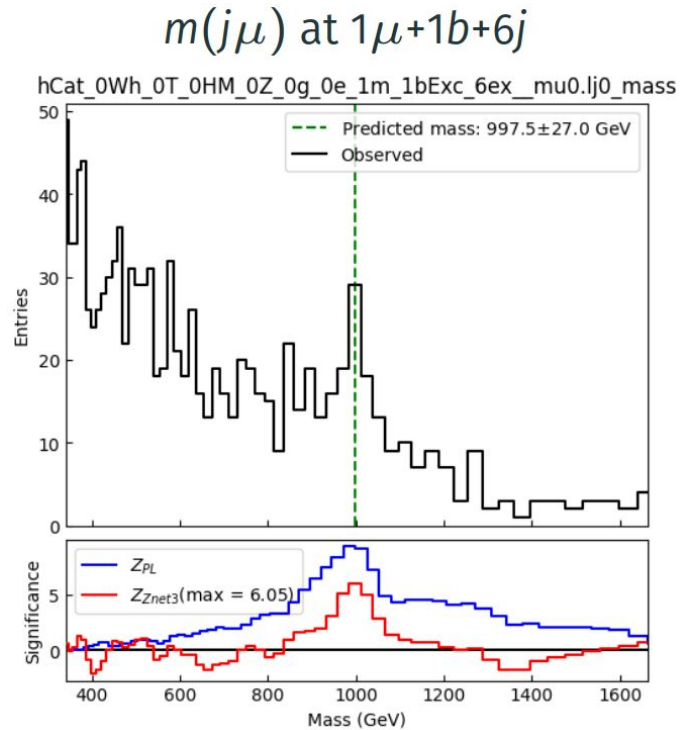 m(jμ) at 1μ+1b+6j
hCat_0Wh_0T_0HM_0Z_0g_0e_1m_1bExc_6ex__mu0.lj0_mass
50
40
30
20
10
0
Entries
Predicted mass: 997.5±27.0 GeV
Observed
5
0
Significance
Z_PL
Z_Znet3(max = 6.05)
400 600 800 1000 1200 1400 1600
Mass (GeV)